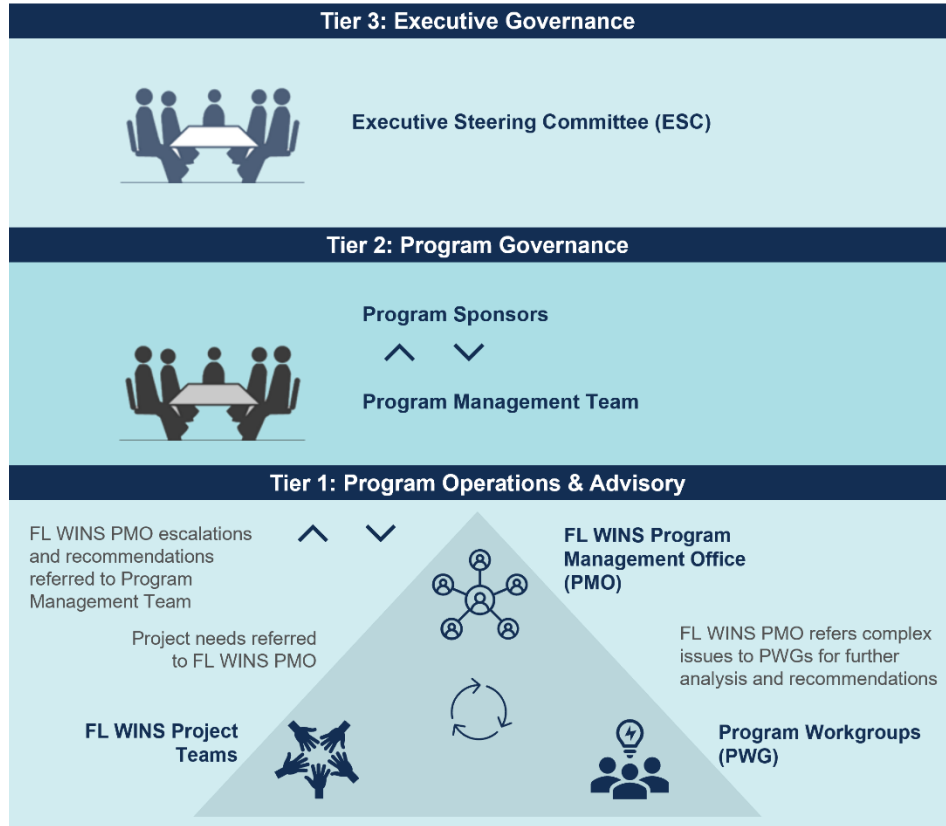 Tier 3: Executive Governance
Executive Steering Committee (ESC)
Tier 2: Program Governance
Program Sponsors
Program Management Team
Tier 1: Program Operations & Advisory
FL WINS PMO escalations
and recommendations
referred to Program
Management Team
FL WINS Program
Management Office
(PMO)
Project needs referred
to FL WINS PMO
FL WINS PMO refers complex
issues to PWGs for further
analysis and recommendations
FL WINS Project
Teams
Program Workgroups
(PWG)